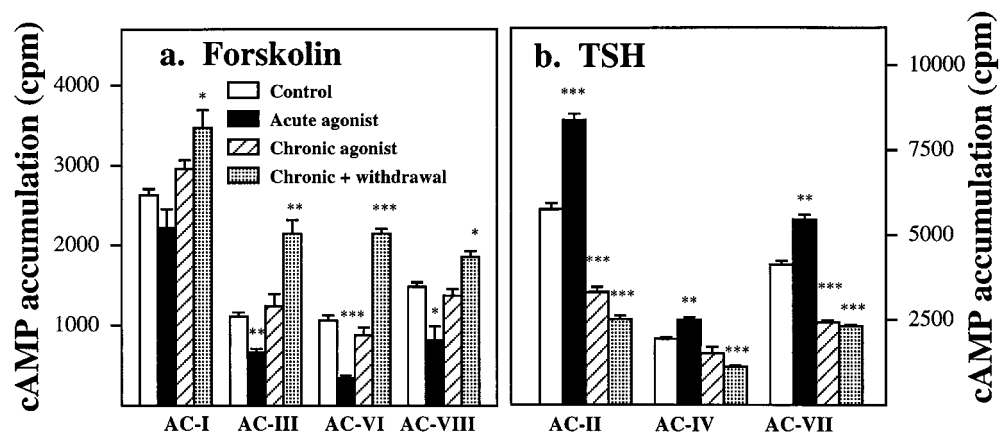 cAMP accumulation (cpm)
4000
3000
2000
1000
a. Forskolin
Control
Acute agonist
Chronic agonist
Chronic + withdrawal
*
**
**
***
***
*
*
AC-I AC-III AC-VI AC-VIII
b. TSH
***
***
***
**
***
**
***
***
AC-II AC-IV AC-VII
10000
7500
5000
2500
cAMP accumulation (cpm)